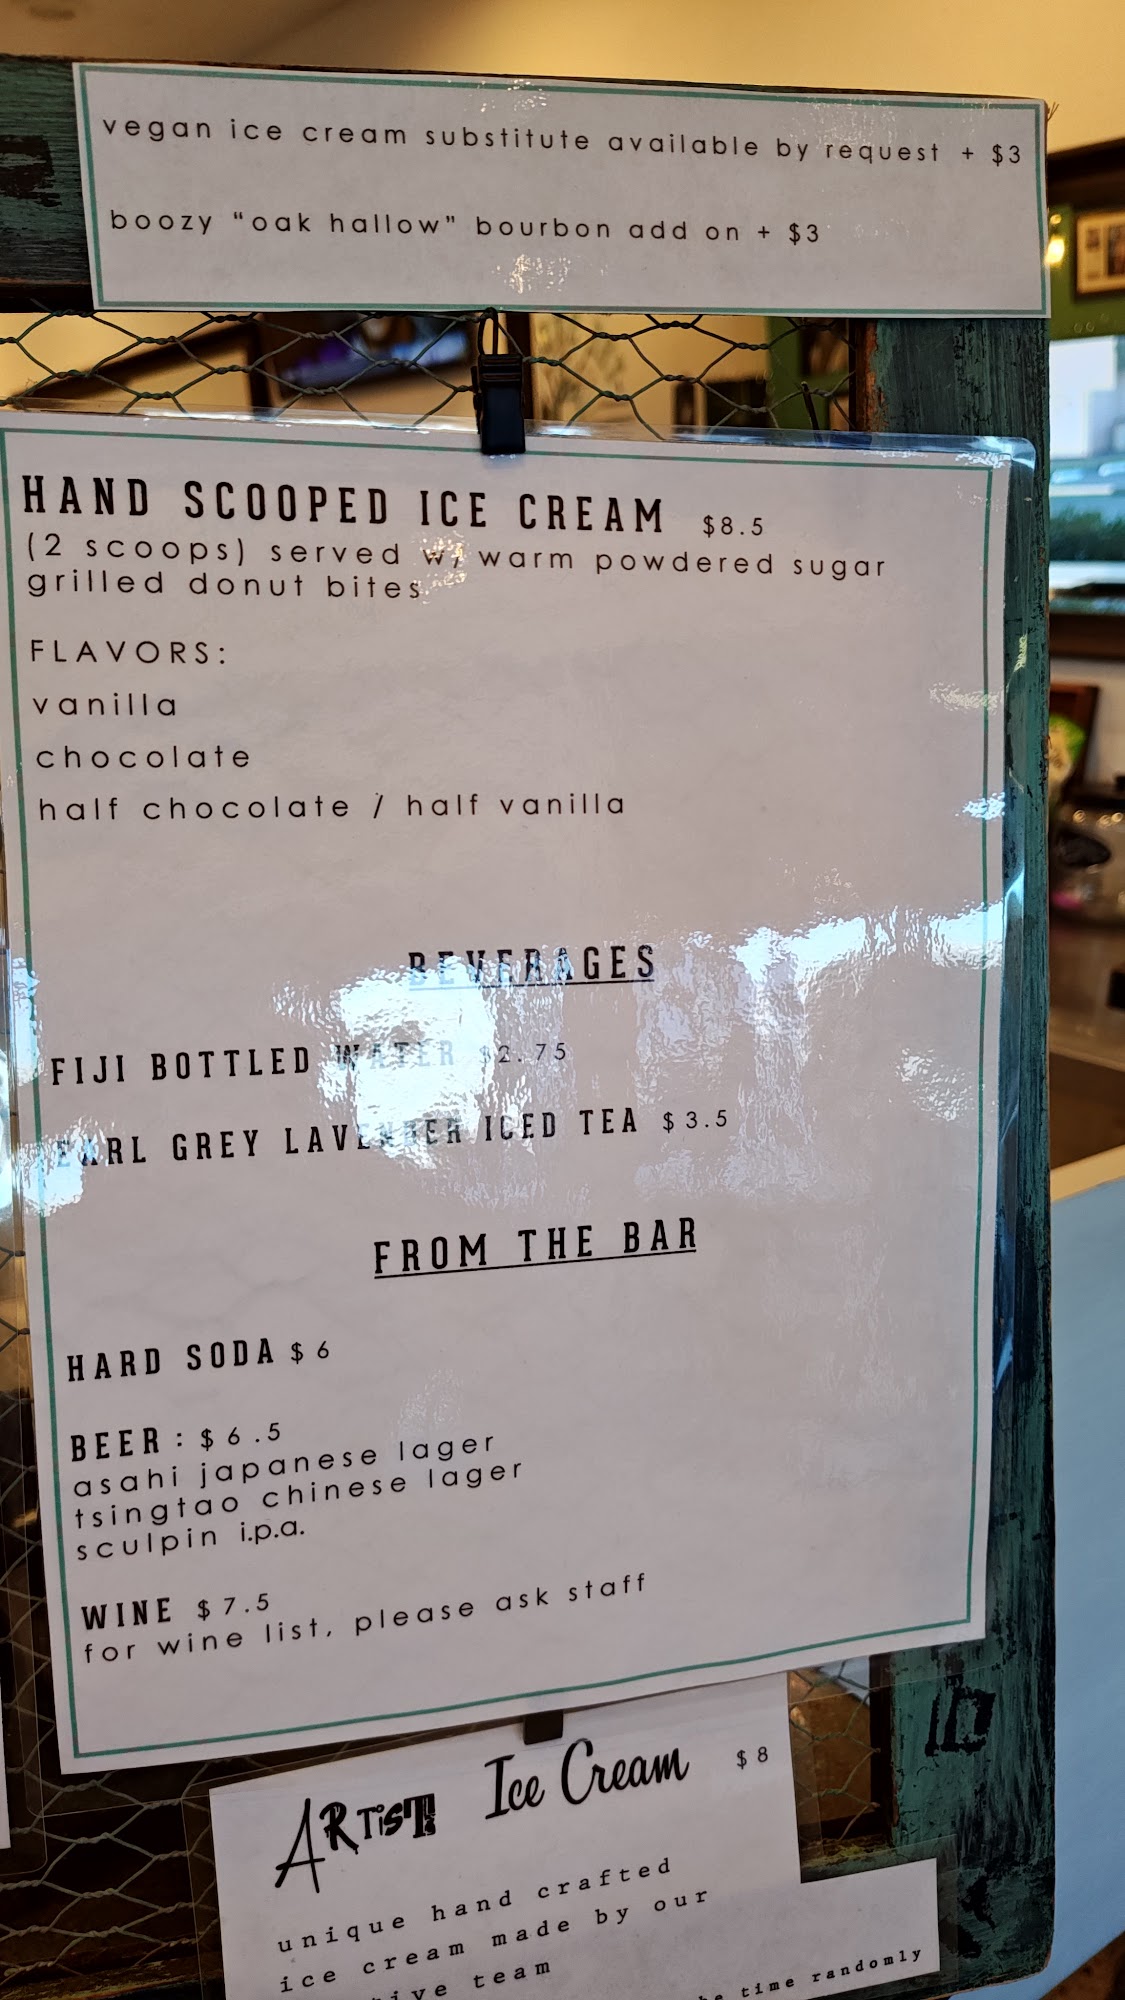 vegan ice cream substitute available by request + $3
boozy "oak hallow" bourbon add on + $3
HAND SCOOPED ICE CREAM $8.5
(2 scoops) served w/ warm powdered sugar
grilled donut bites
FLAVORS:
vanilla
chocolate
half chocolate / half vanilla
BEVERAGES
FIJI BOTTLED WATER $2.75
EARL GREY LAVENDER ICED TEA $3.5
FROM THE BAR
HARD SODA $6
BEER: $6.5
asahi japanese lager
tsingtao chinese lager
sculpin i.p.a.
WINE $7.5
for wine list, please ask staff
ARTIST Ice Cream $8
unique hand crafted
ice cream made by our
team
time randomly